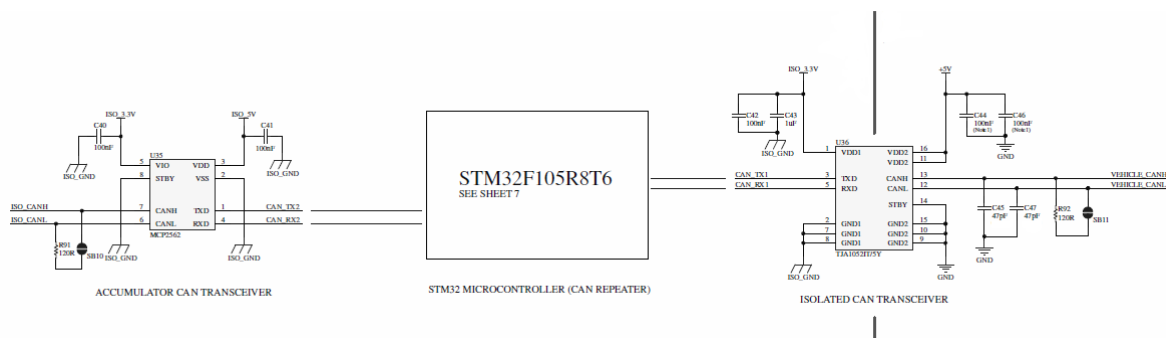 ISO_3.3V
C40
100nF
ISO_GND
ISO_5V
C41
100nF
ISO_GND
U35
5 VIO VDD 3
8 STBY VSS 2
ISO_CANH 7 CANH TXD 1 CAN_TX2
ISO_CANL 6 CANL RXD 4 CAN_RX2
MCP2562
R91
120R
SB10
ISO_GND
ISO_GND
ACCUMULATOR CAN TRANSCEIVER
STM32F105R8T6
SEE SHEET 7
STM32 MICROCONTROLLER (CAN REPEATER)
ISO_3.3V
C42
100nF
C43
1uF
ISO_GND
+5V
C44
100nF
(Note1)
C46
100nF
(Note1)
GND
U36
1 VDD1 VDD2 16
VDD2 11
CAN_TX1 3 TXD CANH 13 VEHICLE_CANH
CAN_RX1 5 RXD CANL 12 VEHICLE_CANL
STBY 14
2 GND1 GND2 15
7 GND1 GND2 10
8 GND1 GND2 9
TJA1052IT/5Y
ISO_GND
GND
C45
47pF
C47
47pF
R92
120R
SB11
GND
ISOLATED CAN TRANSCEIVER